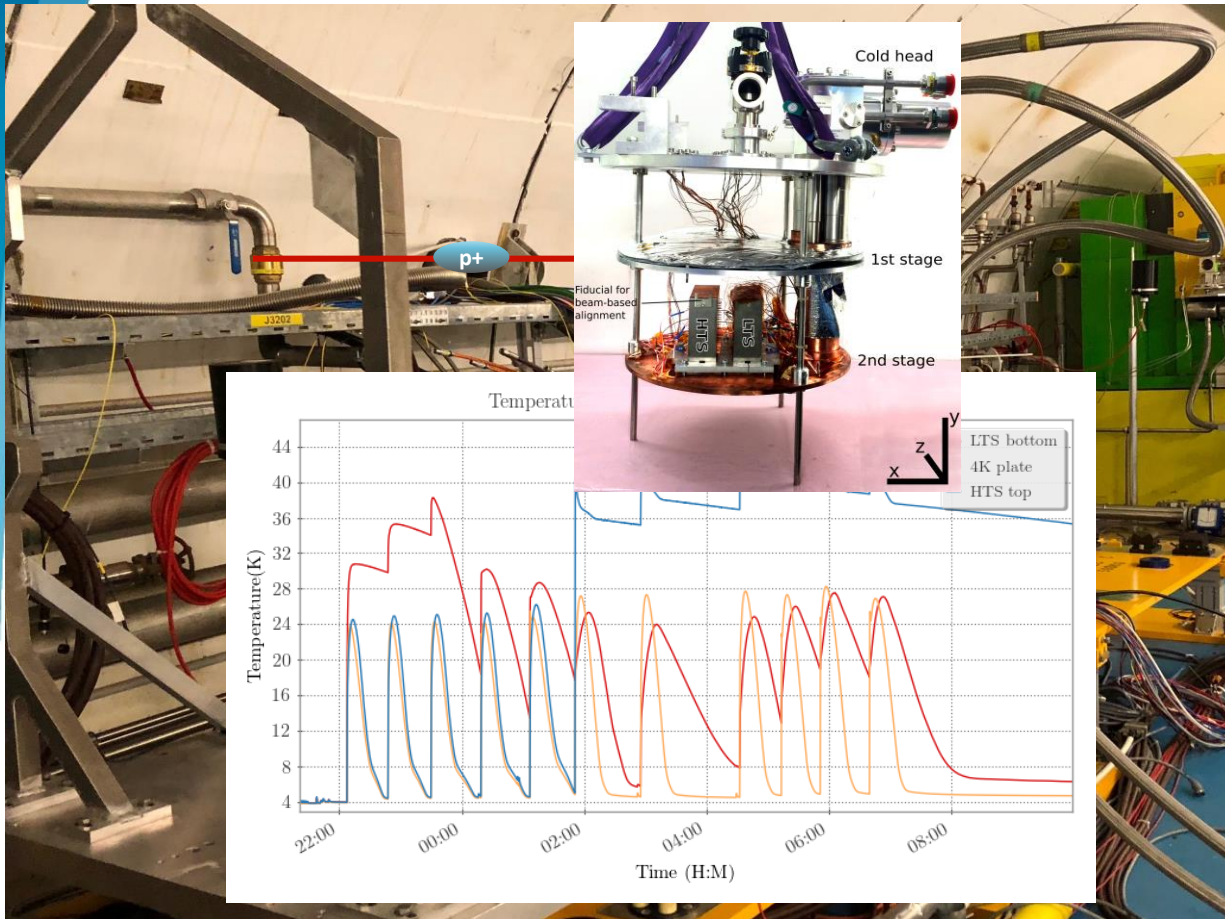 Cold head
p+
1st stage
Fiducial for
beam-based
alignment
J3202
HTS
LTS
2nd stage
y
z
x
Temperatu
LTS bottom
4K plate
HTS top
44
40
36
32
28
24
20
16
12
8
4
Temperature(K)
22:00
00:00
02:00
04:00
06:00
08:00
Time (H:M)